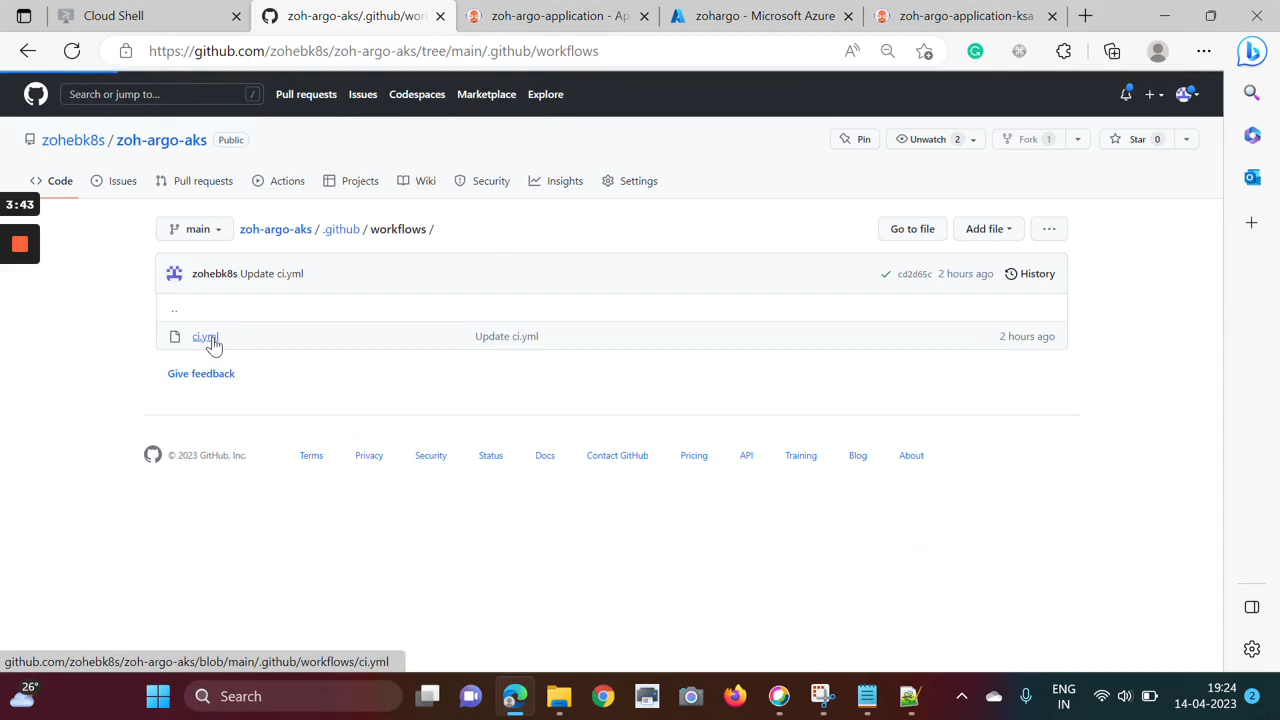 Cloud Shell
zoh-argo-aks/.github/wor
zoh-argo-application - Ap
zohargo - Microsoft Azure
zoh-argo-application-ksa
https://github.com/zohebk8s/zoh-argo-aks/tree/main/.github/workflows
Search or jump to... /
Pull requests Issues Codespaces Marketplace Explore
zohebk8s / zoh-argo-aks Public
Pin Unwatch 2 Fork 1 Star 0
Code Issues Pull requests Actions Projects Wiki Security Insights Settings
3:43
main zoh-argo-aks / .github / workflows /
Go to file Add file ...
zohebk8s Update ci.yml cd2d65c 2 hours ago History
..
ci.yml Update ci.yml 2 hours ago
Give feedback
© 2023 GitHub, Inc. Terms Privacy Security Status Docs Contact GitHub Pricing API Training Blog About
github.com/zohebk8s/zoh-argo-aks/blob/main/.github/workflows/ci.yml
26°
Search
ENG
IN
19:24
14-04-2023
2